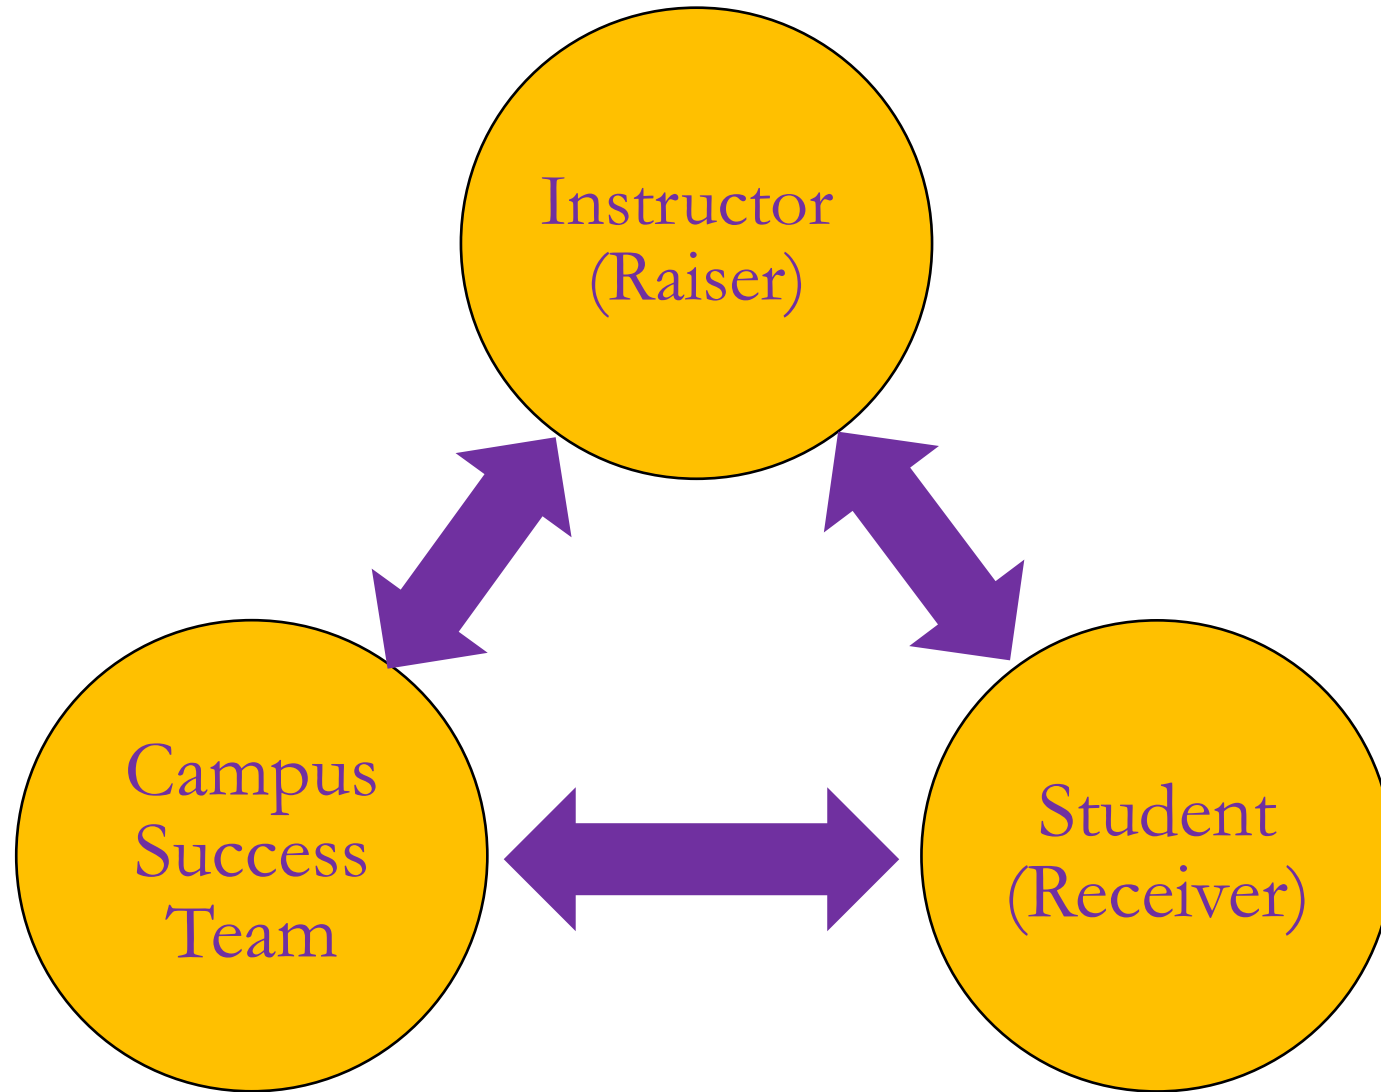 Instructor
(Raiser)
Campus
Success
Team
Student
(Receiver)